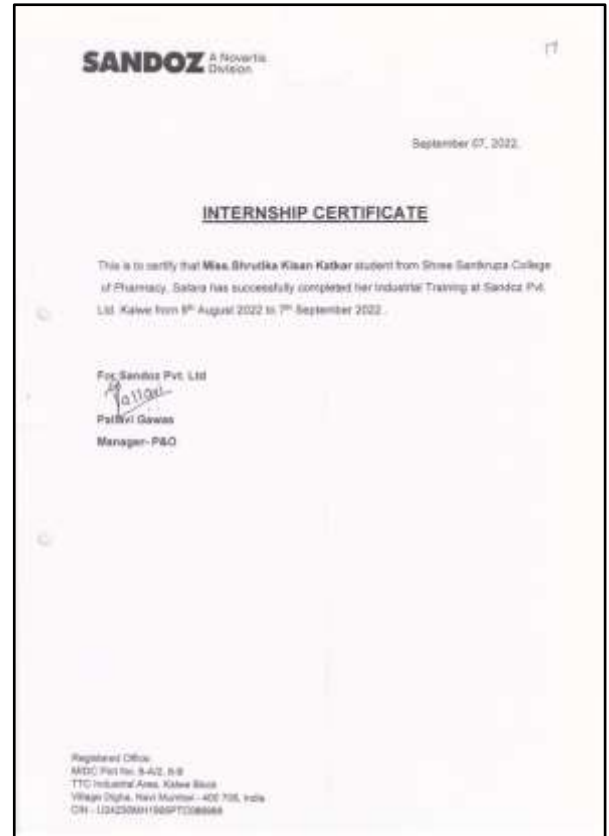 SANDOZ A Novartis
Division
17
September 07, 2022.
INTERNSHIP CERTIFICATE
This is to certify that Miss. Shrutika Kisan Katkar student from Shree Santkrupa College
of Pharmacy, Satara has successfully completed her Industrial Training at Sandoz Pvt.
Ltd. Kalwe from 8th August 2022 to 7th September 2022.
For Sandoz Pvt. Ltd
Pallavi
Pallavi Gawas
Manager- P&O
Registered Office
MIDC Plot No. 8-A/2, 8-B
TTC Industrial Area, Kalwe Block
Village Digha, Navi Mumbai - 400 708, India
CIN -